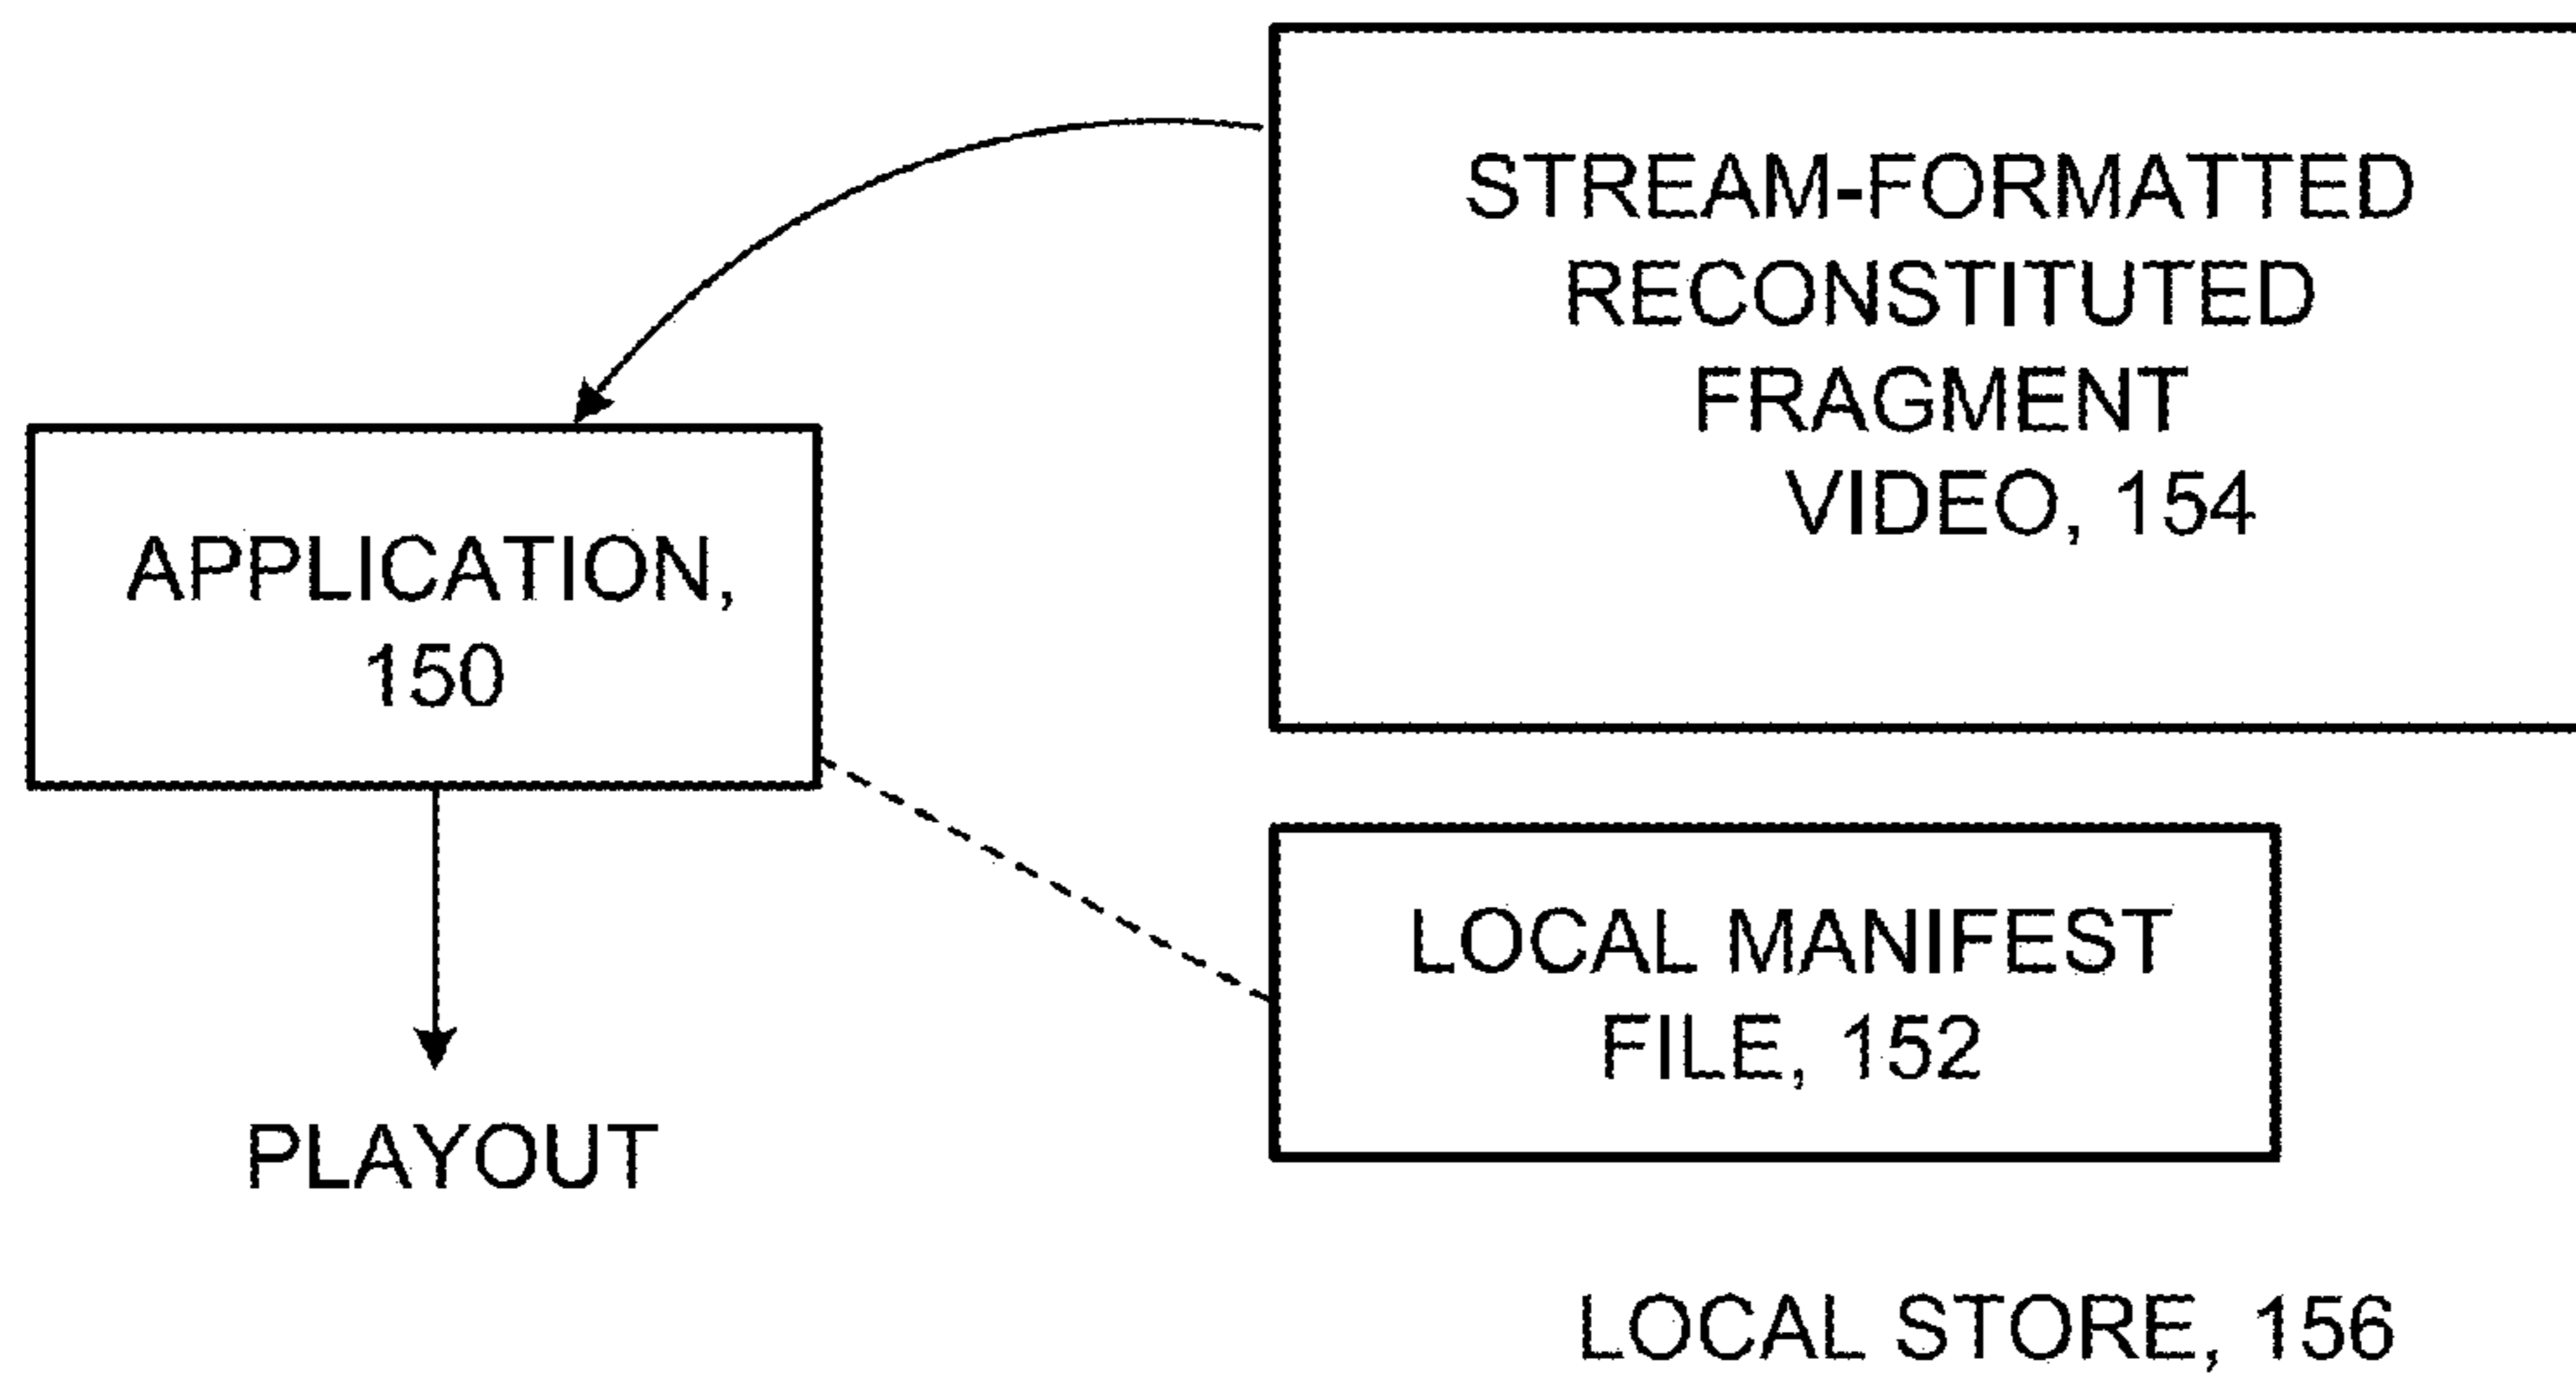 STREAM-FORMATTED
RECONSTITUTED
FRAGMENT
VIDEO, 154
APPLICATION,
150
LOCAL MANIFEST
FILE, 152
PLAYOUT
LOCAL STORE, 156